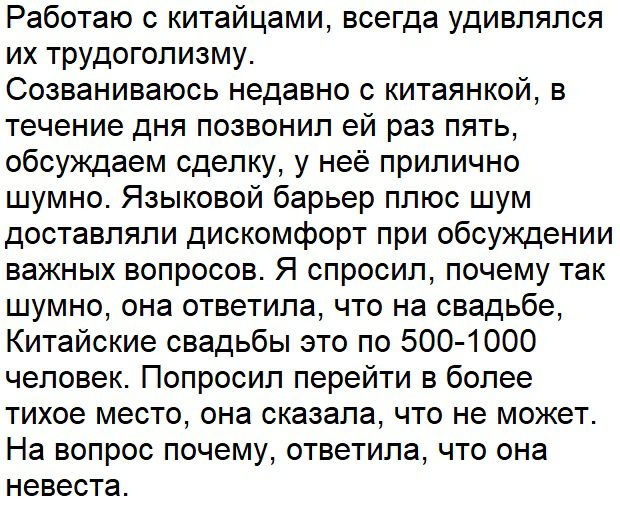 Работаю с китайцами, всегда удивлялся
их трудоголизму.
Созваниваюсь недавно с китаянкой, в
течение дня позвонил ей раз пять,
обсуждаем сделку, у неё прилично
шумно. Языковой барьер плюс шум
доставляли дискомфорт при обсуждении
важных вопросов. Я спросил, почему так
шумно, она ответила, что на свадьбе,
Китайские свадьбы это по 500-1000
человек. Попросил перейти в более
тихое место, она сказала, что не может.
На вопрос почему, ответила, что она
невеста.